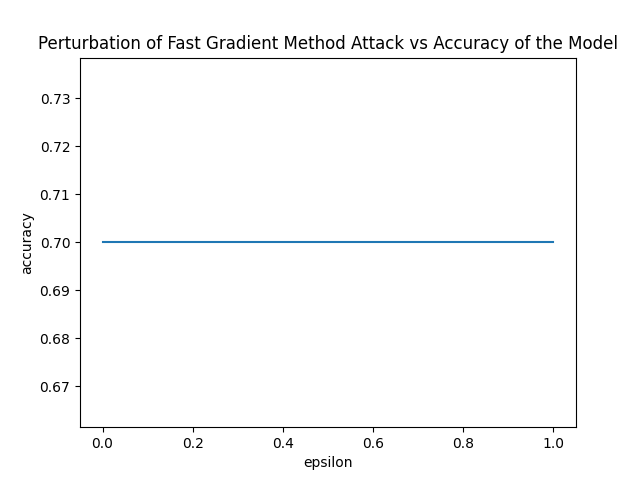 Perturbation of Fast Gradient Method Attack vs Accuracy of the Model
0.73
0.72
0.71
0.70
0.69
0.68
0.67
accuracy
0.0 0.2 0.4 0.6 0.8 1.0
epsilon